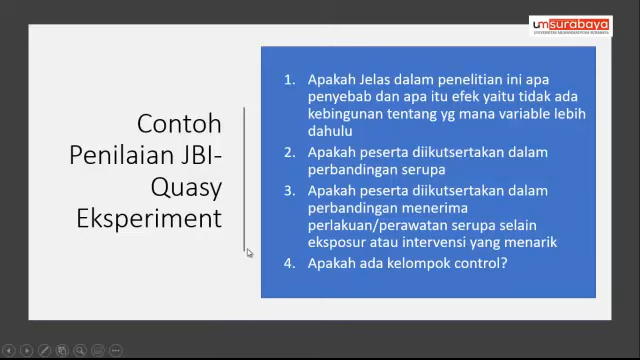 umsurabaya
UNIVERSITAS MUHAMMADIYAH SURABAYA
Contoh
Penilaian JBI-
Quasy
Eksperiment
1. Apakah Jelas dalam penelitian ini apa
penyebab dan apa itu efek yaitu tidak ada
kebingunan tentang yg mana variable lebih
dahulu
2. Apakah peserta diikutsertakan dalam
perbandingan serupa
3. Apakah peserta diikutsertakan dalam
perbandingan menerima
perlakuan/perawatan serupa selain
eksposur atau intervensi yang menarik
4. Apakah ada kelompok control?